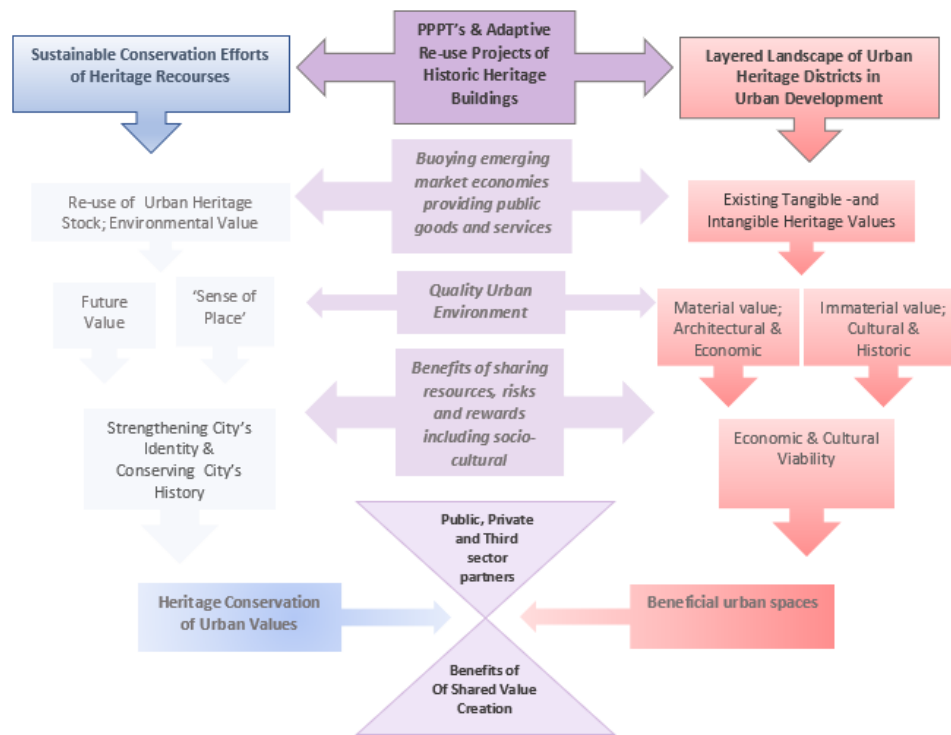 Sustainable Conservation Efforts
of Heritage Recourses
PPPT's & Adaptive
Re-use Projects of
Historic Heritage
Buildings
Layered Landscape of Urban
Heritage Districts in
Urban Development
Re-use of Urban Heritage
Stock; Environmental Value
Buoying emerging
market economies
providing public
goods and services
Existing Tangible -and
Intangible Heritage Values
Future
Value
‘Sense of
Place’
Quality Urban
Environment
Material value;
Architectural &
Economic
Immaterial value;
Cultural &
Historic
Strengthening City's
Identity &
Conserving City's
History
Benefits of sharing
resources, risks
and rewards
including socio-
cultural
Economic & Cultural
Viability
Public, Private
and Third
sector
partners
Heritage Conservation
of Urban Values
Beneficial urban spaces
Benefits of
Of Shared Value
Creation